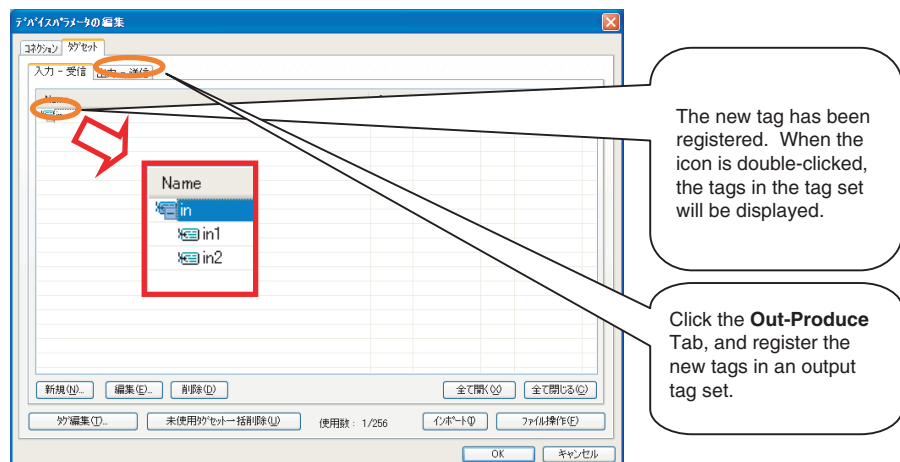 ﾃﾞﾊﾞｲｽﾊﾟﾗﾒｰﾀの編集
ｺﾈｸｼｮﾝ ﾀｸﾞｾｯﾄ
入力 - 受信 出力 - 送信
Name
in
Name
in
in1
in2
新規(N)... 編集(E)... 削除(D) 全て開く(X) 全て閉じる(C)
ﾀｸﾞ編集(T)... 未使用ﾀｸﾞｾｯﾄ一括削除(U) 使用数 : 1/256 ｲﾝﾎﾟｰﾄ(I) ﾌｧｲﾙ操作(F)
OK ｷｬﾝｾﾙ
The new tag has been
registered. When the
icon is double-clicked,
the tags in the tag set
will be displayed.
Click the Out-Produce
Tab, and register the
new tags in an output
tag set.